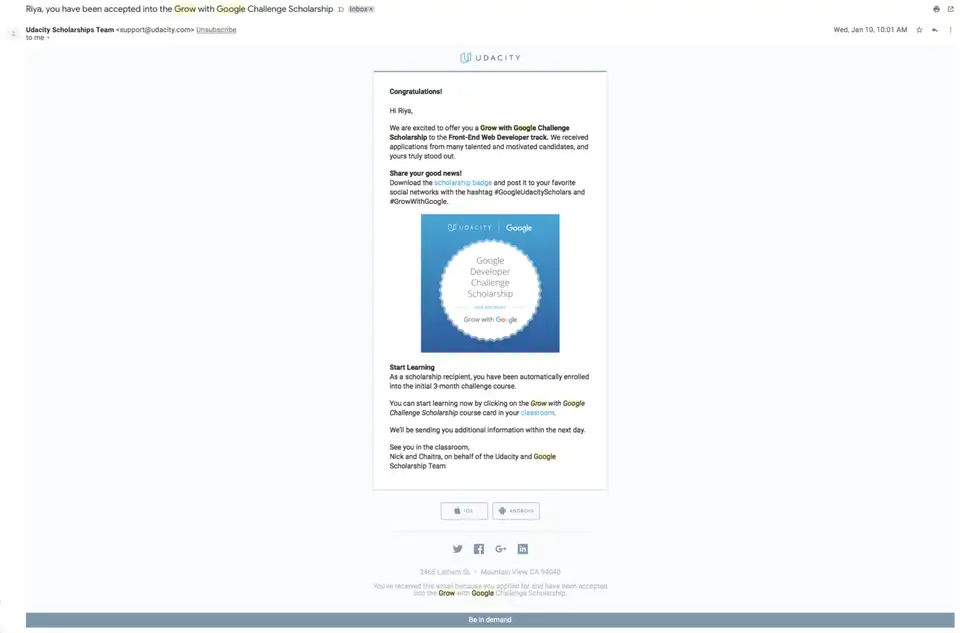 Riya, you have been accepted into the Grow with Google Challenge Scholarship Inbox x
Udacity Scholarships Team <support@udacity.com> Unsubscribe
Wed, Jan 10, 10:01 AM
to me
UDACITY
Congratulations!
Hi Riya,
We are excited to offer you a Grow with Google Challenge
Scholarship to the Front-End Web Developer track. We received
applications from many talented and motivated candidates, and
yours truly stood out.
Share your good news!
Download the scholarship badge and post it to your favorite
social networks with the hashtag #GoogleUdacityScholars and
#GrowWithGoogle.
UDACITY | Google
Google
Developer
Challenge
Scholarship
Grow with Google
Start Learning
As a scholarship recipient, you have been automatically enrolled
into the initial 3-month challenge course.
You can start learning now by clicking on the Grow with Google
Challenge Scholarship course card in your classroom.
We'll be sending you additional information within the next day.
See you in the classroom,
Nick and Chaitra, on behalf of the Udacity and Google
Scholarship Team
IOS ANDROID
2465 Latham St. • Mountain View, CA 94040
You've received this email because you applied for and have been accepted
into the Grow with Google Challenge Scholarship.
Be in demand